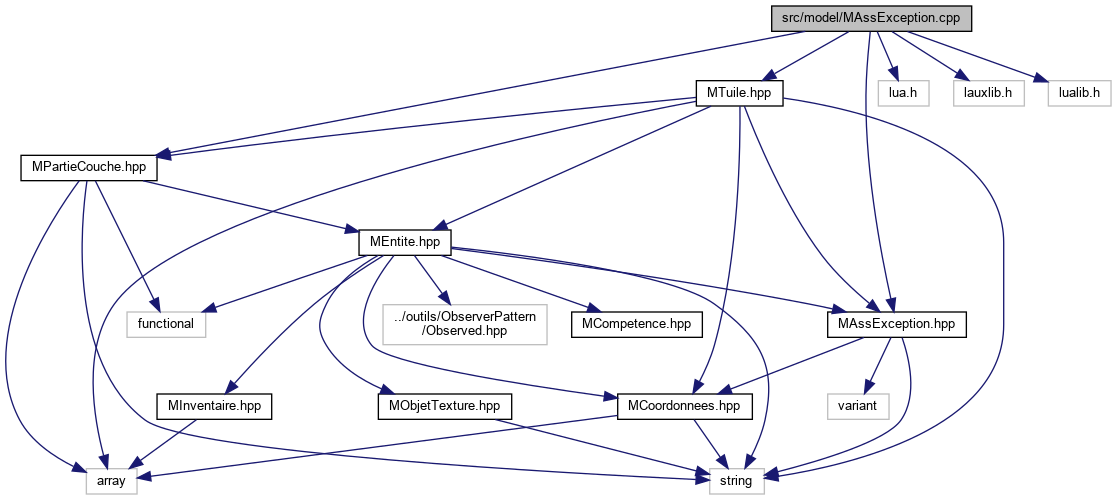 src/model/MAssException.cpp
MTuile.hpp
lua.h
lauxlib.h
lualib.h
MPartieCouche.hpp
MEntite.hpp
functional
../outils/ObserverPattern
/Observed.hpp
MCompetence.hpp
MAssException.hpp
MInventaire.hpp
MObjetTexture.hpp
MCoordonnees.hpp
variant
array
string